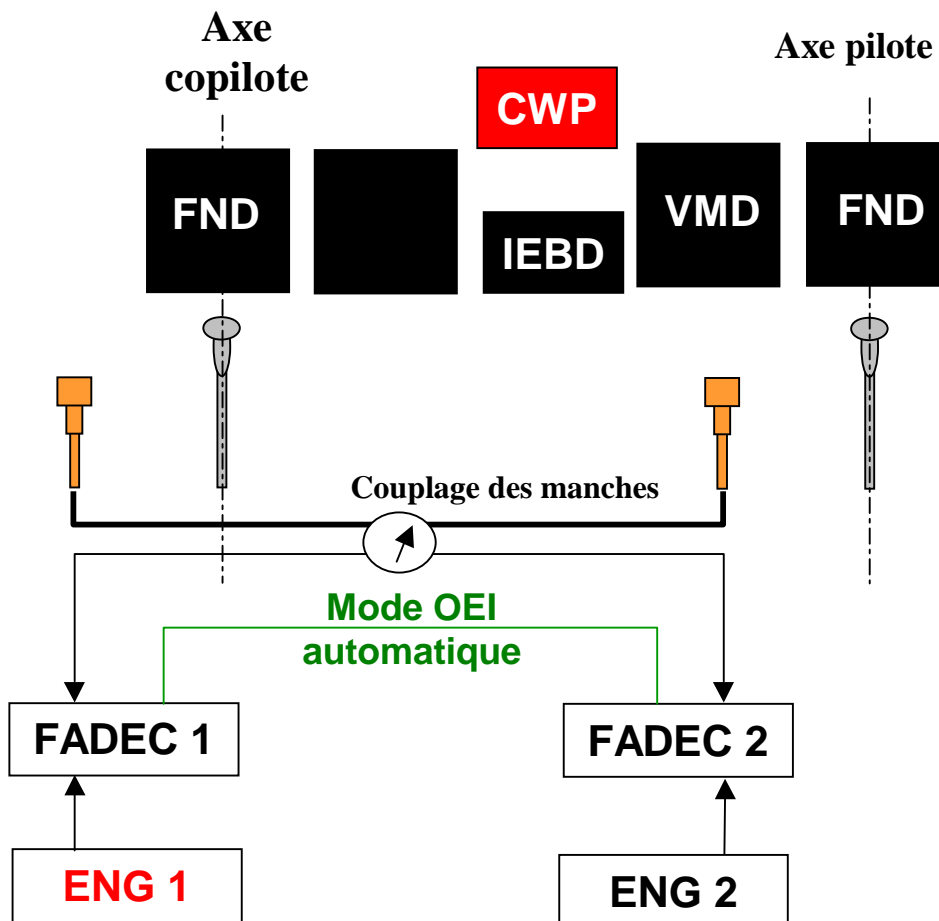 Axe
copilote
Axe pilote
CWP
FND
VMD
FND
IEBD
Couplage des manches
Mode OEI
automatique
FADEC 1
FADEC 2
ENG 1
ENG 2